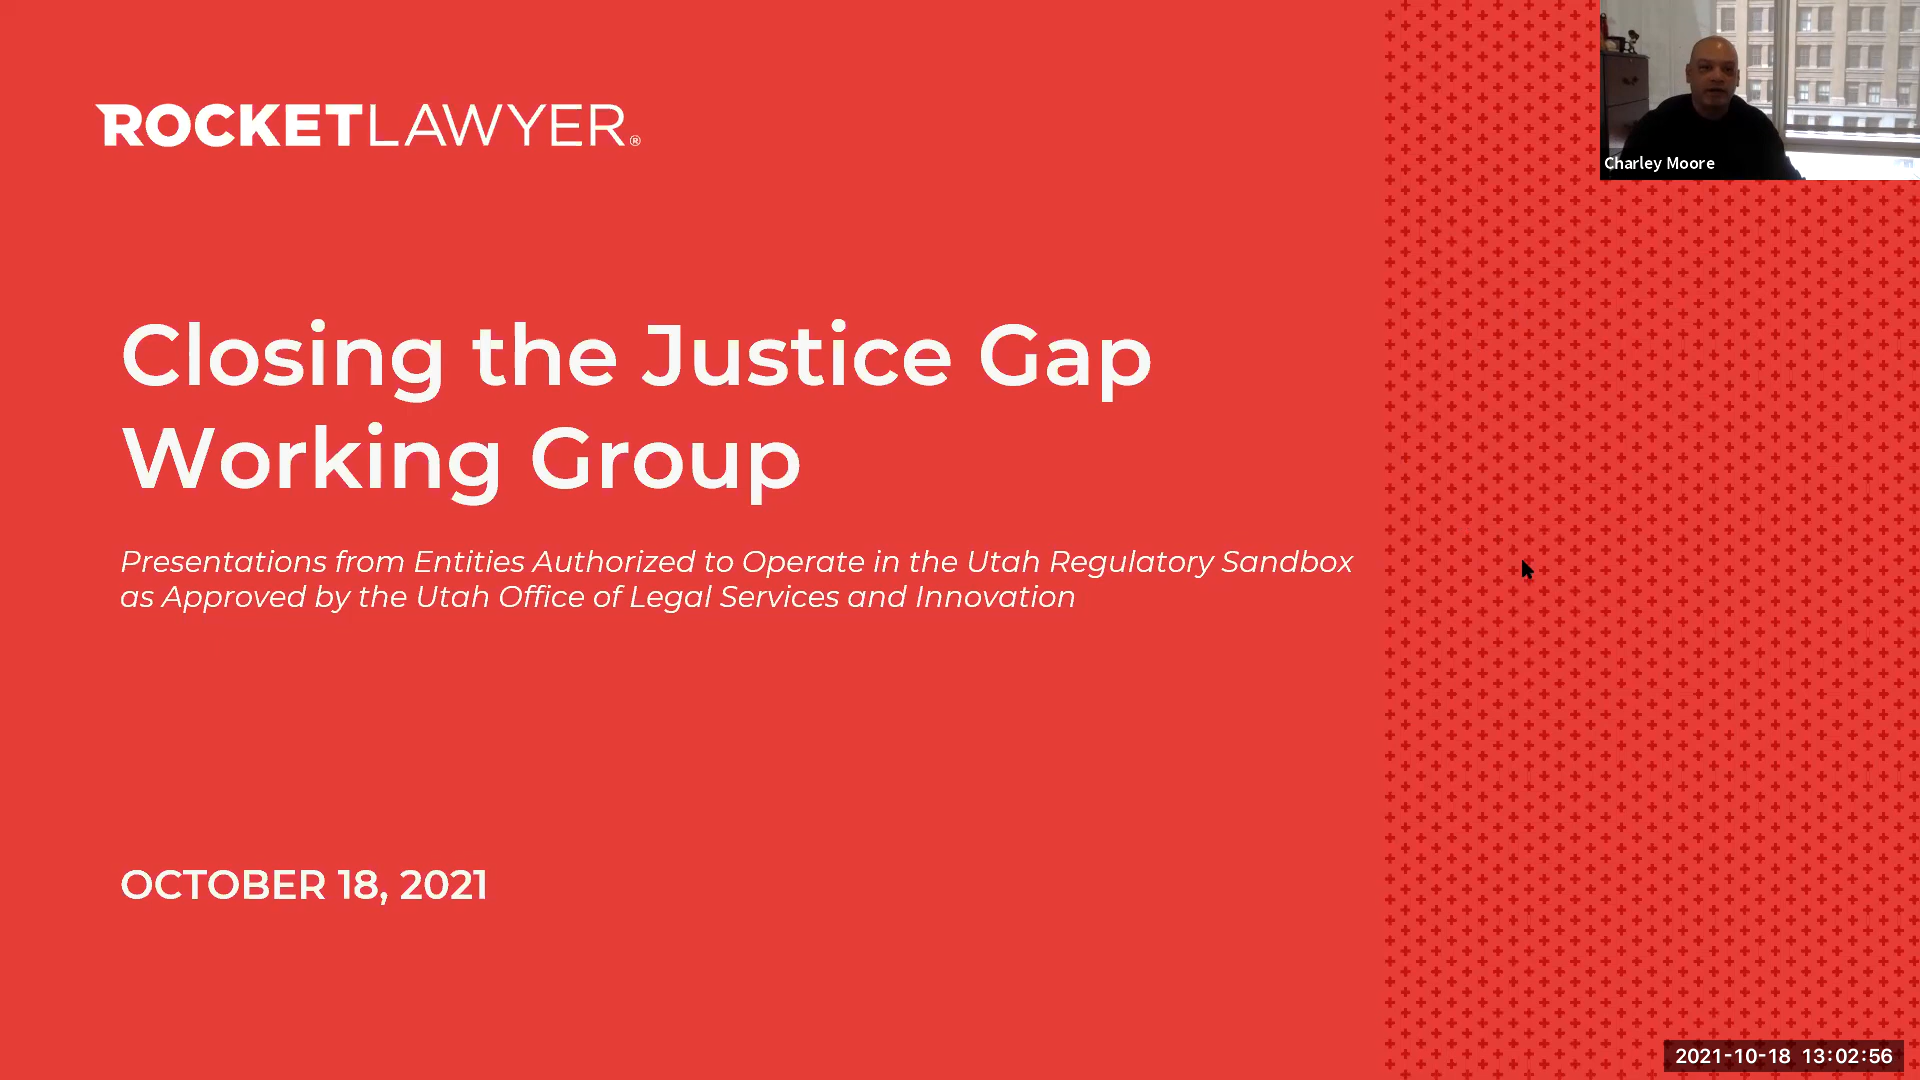 ROCKETLAWYER®
Charley Moore
Closing the Justice Gap
Working Group
Presentations from Entities Authorized to Operate in the Utah Regulatory Sandbox
as Approved by the Utah Office of Legal Services and Innovation
OCTOBER 18, 2021
2021-10-18 13:02:56